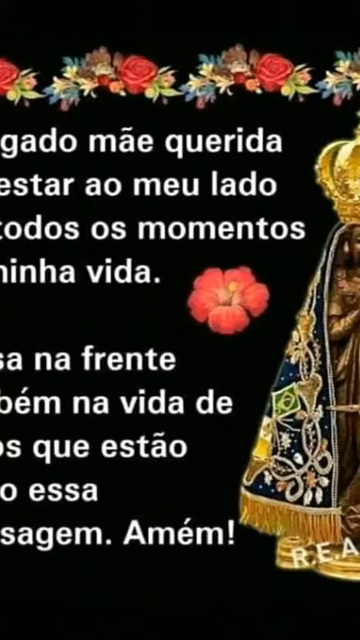 gado mãe querida
estar ao meu lado
todos os momentos
minha vida.
sa na frente
bém na vida de
os que estão
o essa
sagem. Amém!
R.E.A